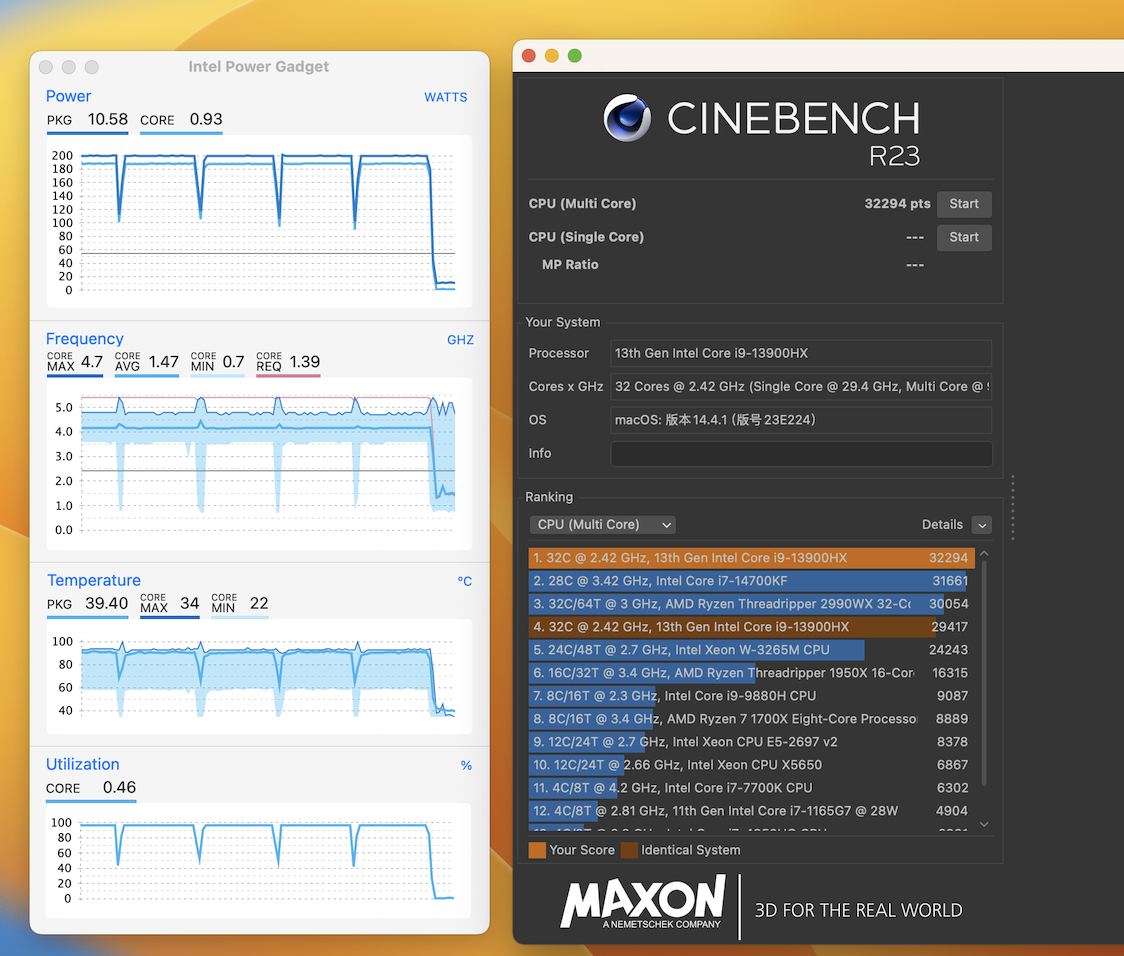 Intel Power Gadget
Power
WATTS
PKG 10.58 CORE 0.93
200
180
160
140
120
100
80
60
40
20
0
Frequency
GHZ
CORE MAX 4.7 CORE AVG 1.47 CORE MIN 0.7 CORE REQ 1.39
5.0
4.0
3.0
2.0
1.0
0.0
Temperature
°C
PKG 39.40 CORE MAX 34 CORE MIN 22
100
80
60
40
Utilization
%
CORE 0.46
100
80
60
40
20
0
CINEBENCH
R23
CPU (Multi Core) 32294 pts Start
CPU (Single Core) --- Start
MP Ratio ---
Your System
Processor 13th Gen Intel Core i9-13900HX
Cores x GHz 32 Cores @ 2.42 GHz (Single Core @ 29.4 GHz, Multi Core @
OS macOS: 版本14.4.1 (版号23E224)
Info
Ranking
CPU (Multi Core) Details
1. 32C @ 2.42 GHz, 13th Gen Intel Core i9-13900HX 32294
2. 28C @ 3.42 GHz, Intel Core i7-14700KF 31661
3. 32C/64T @ 3 GHz, AMD Ryzen Threadripper 2990WX 32-Co 30054
4. 32C @ 2.42 GHz, 13th Gen Intel Core i9-13900HX 29417
5. 24C/48T @ 2.7 GHz, Intel Xeon W-3265M CPU 24243
6. 16C/32T @ 3.4 GHz, AMD Ryzen Threadripper 1950X 16-Cor 16315
7. 8C/16T @ 2.3 GHz, Intel Core i9-9880H CPU 9087
8. 8C/16T @ 3.4 GHz, AMD Ryzen 7 1700X Eight-Core Processo 8889
9. 12C/24T @ 2.7 GHz, Intel Xeon CPU E5-2697 v2 8378
10. 12C/24T @ 2.66 GHz, Intel Xeon CPU X5650 6867
11. 4C/8T @ 4.2 GHz, Intel Core i7-7700K CPU 6302
12. 4C/8T @ 2.81 GHz, 11th Gen Intel Core i7-1165G7 @ 28W 4904
Your Score Identical System
MAXON
A NEMETSCHEK COMPANY
3D FOR THE REAL WORLD